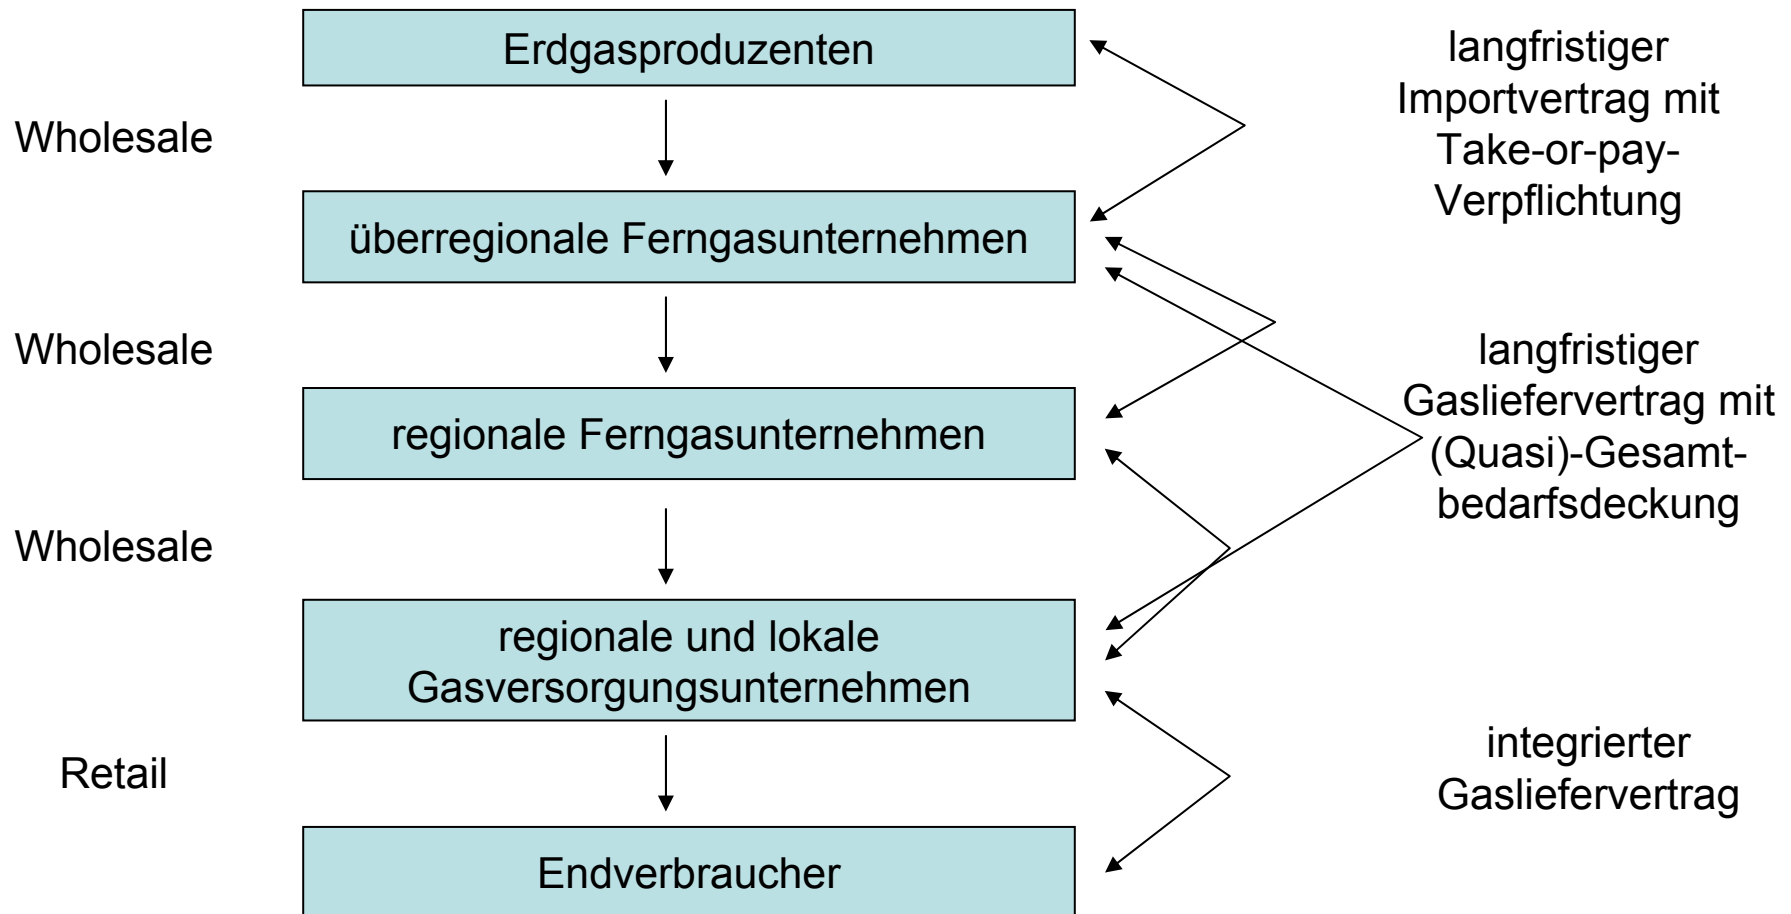 Erdgasproduzenten
langfristiger
Importvertrag mit
Take-or-pay-
Verpflichtung
Wholesale
überregionale Ferngasunternehmen
Wholesale
langfristiger
Gasliefervertrag mit
(Quasi)-Gesamt-
bedarfsdeckung
regionale Ferngasunternehmen
Wholesale
regionale und lokale
Gasversorgungsunternehmen
Retail
integrierter
Gasliefervertrag
Endverbraucher